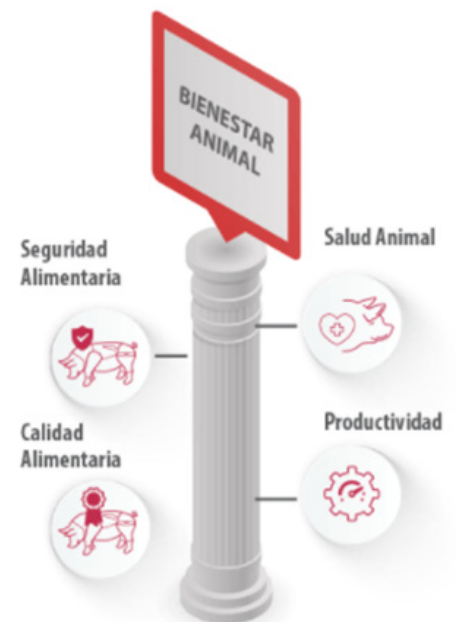 BIENESTAR
ANIMAL
Seguridad
Alimentaria
Salud Animal
Calidad
Alimentaria
Productividad